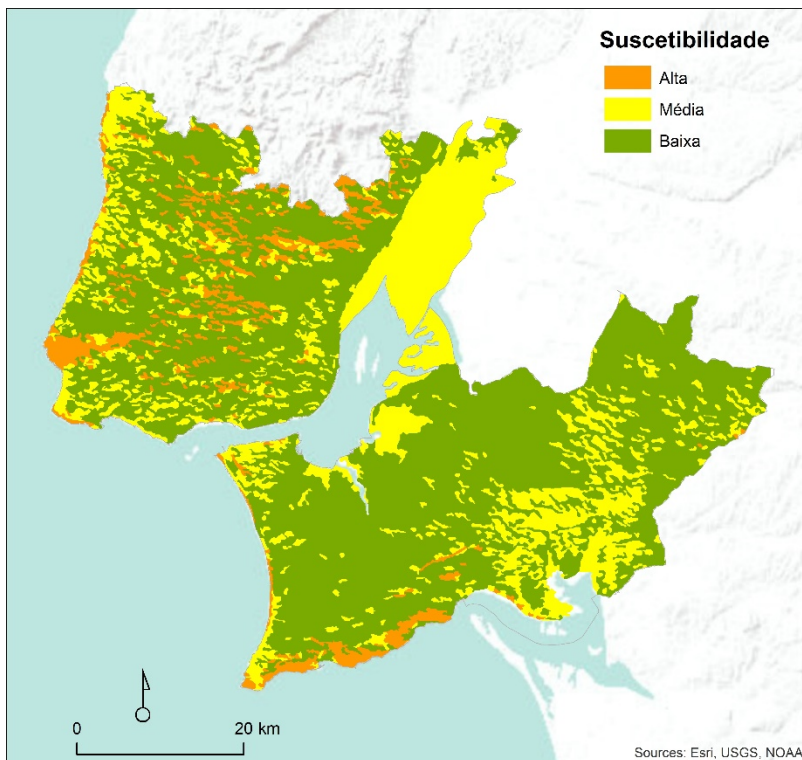 Suscetibilidade
Alta
Média
Baixa
0 20 km
Sources: Esri, USGS, NOAA